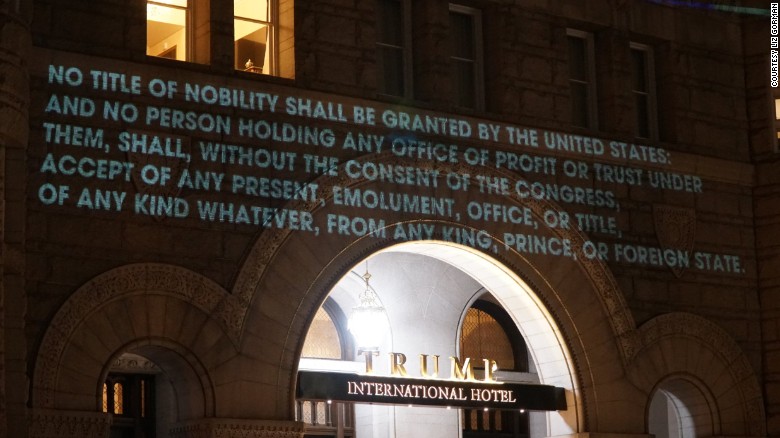 NO TITLE OF NOBILITY SHALL BE GRANTED BY THE UNITED STATES:
AND NO PERSON HOLDING ANY OFFICE OF PROFIT OR TRUST UNDER
THEM, SHALL, WITHOUT THE CONSENT OF THE CONGRESS,
ACCEPT OF ANY PRESENT, EMOLUMENT, OFFICE, OR TITLE,
OF ANY KIND WHATEVER, FROM ANY KING, PRINCE, OR FOREIGN STATE.
TRUMP
INTERNATIONAL HOTEL
COURTESY LIZ GORMAN